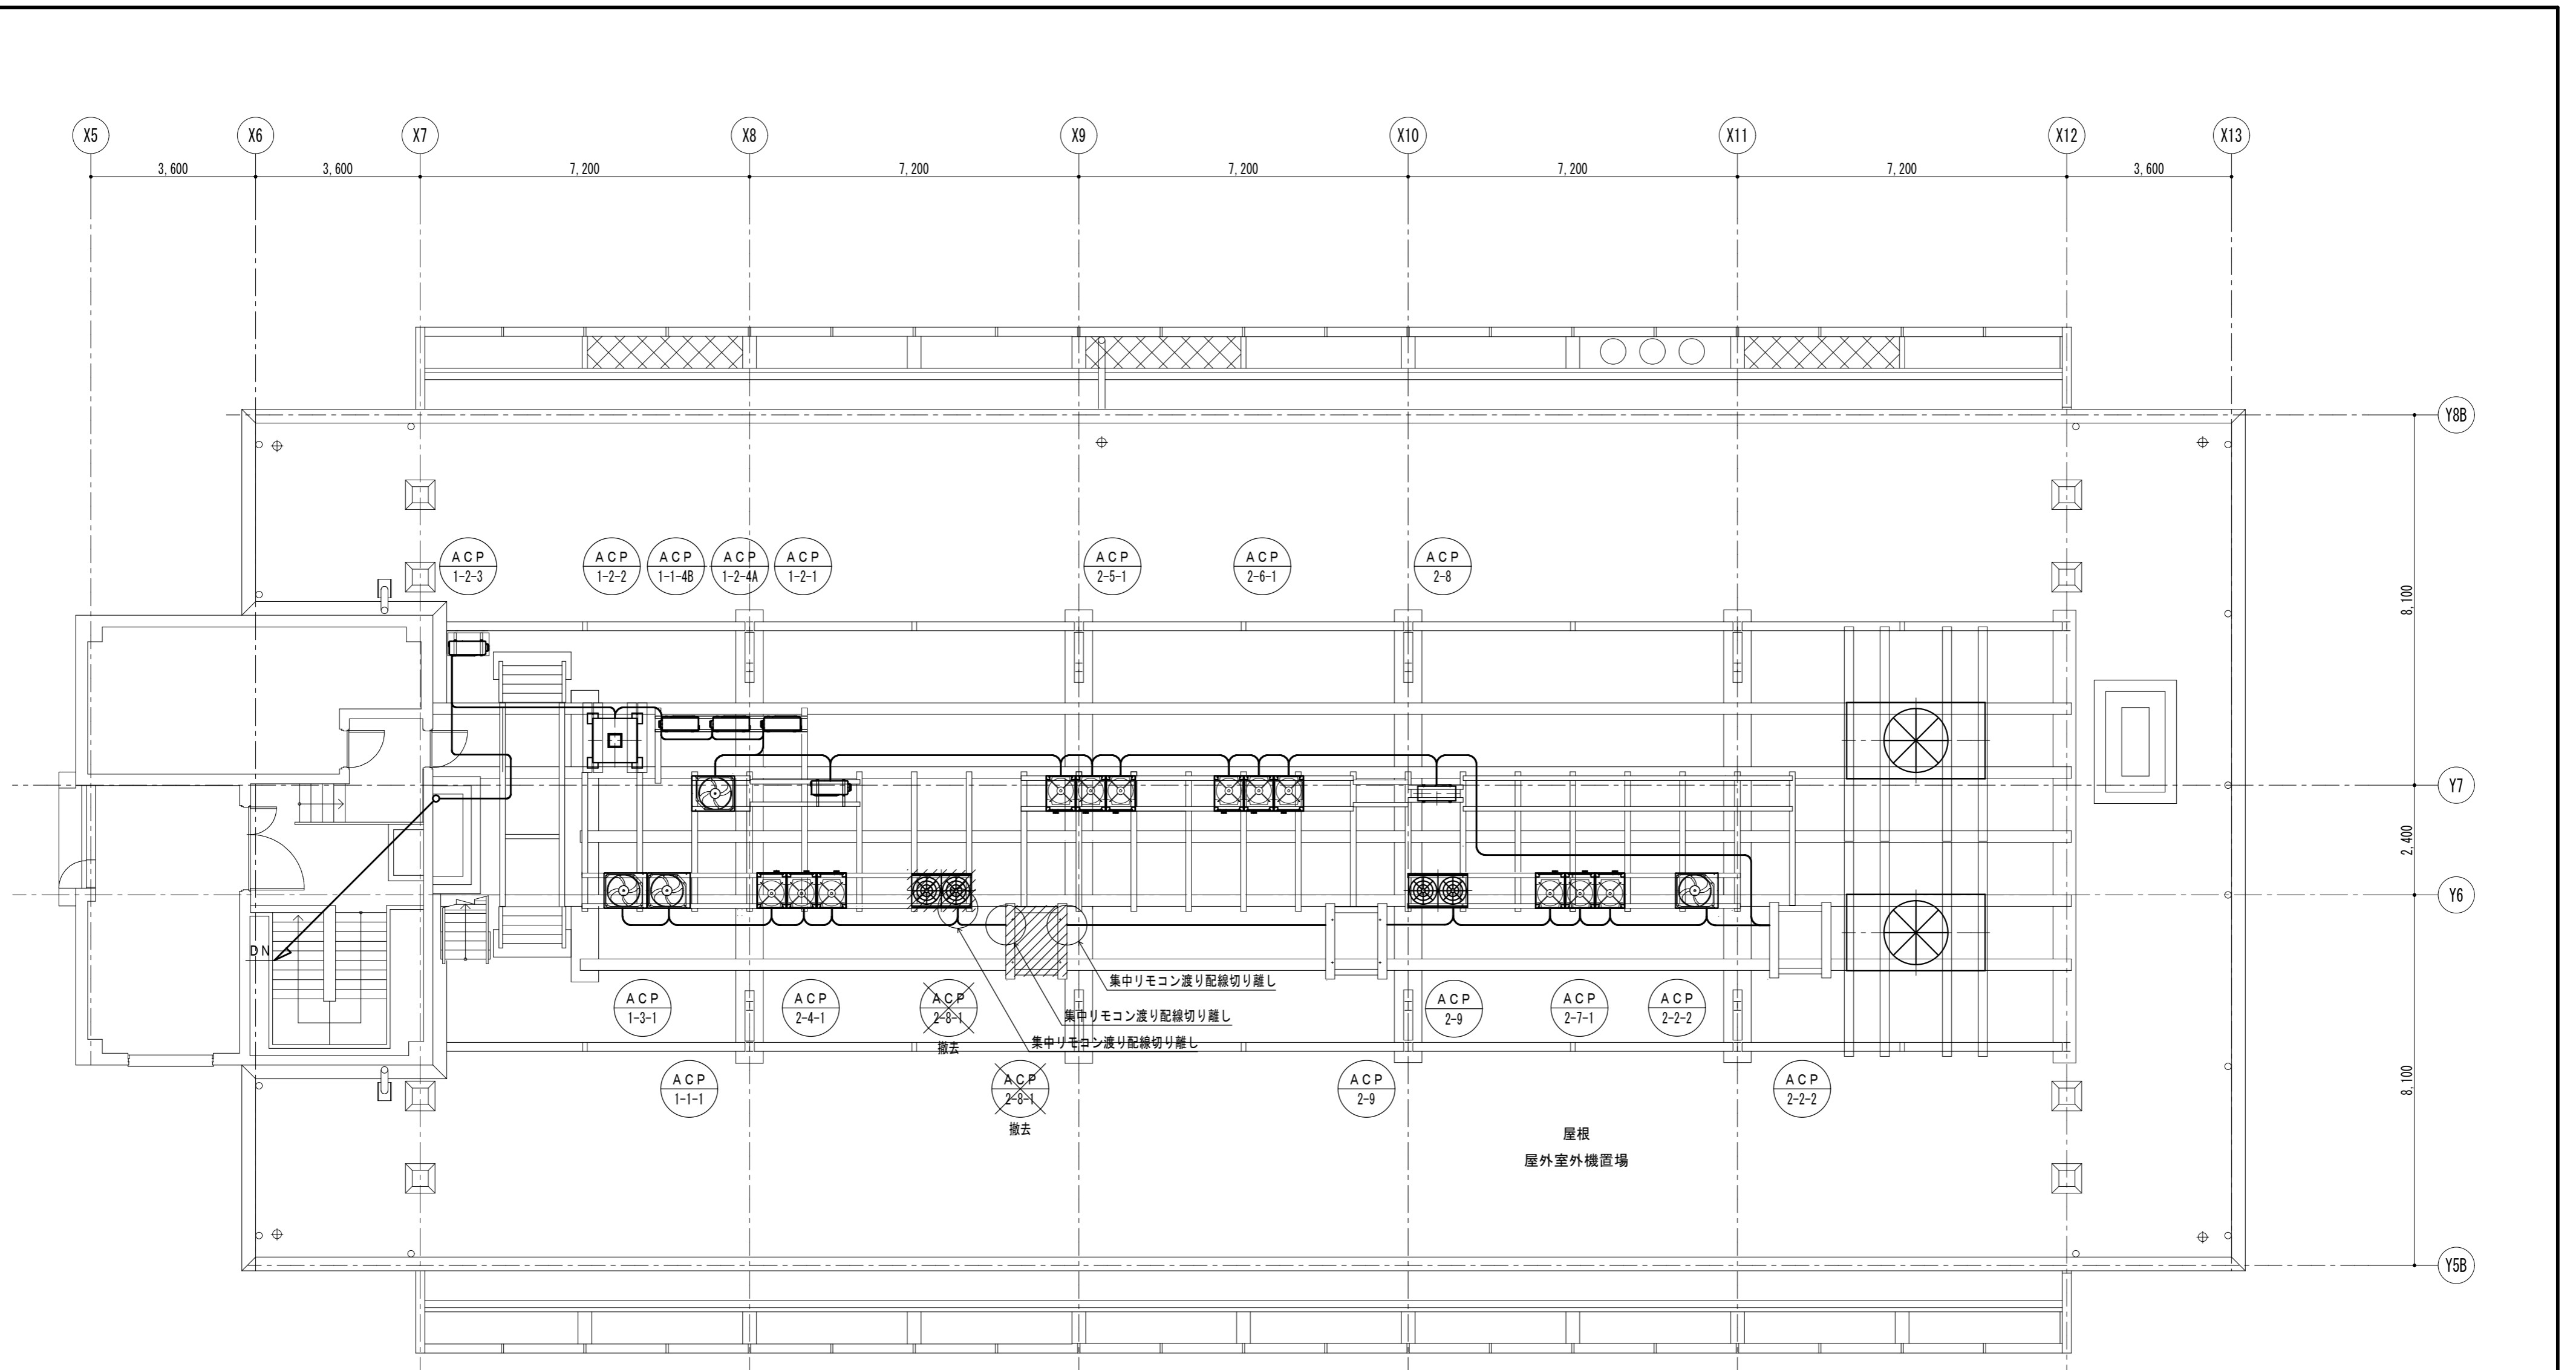 X5
X6
X7
X8
X9
X10
X11
X12
X13
3,600
3,600
7,200
7,200
7,200
7,200
7,200
3,600
Y8B
ACP
1-2-3
ACP
1-2-2
ACP
1-1-4B
ACP
1-2-4A
ACP
1-2-1
ACP
2-5-1
ACP
2-6-1
ACP
2-8
8,100
Y7
2,400
Y6
DN
集中リモコン渡り配線切り離し
ACP
1-3-1
ACP
2-4-1
ACP
2-8-1
撤去
集中リモコン渡り配線切り離し
集中リモコン渡り配線切り離し
ACP
2-9
ACP
2-7-1
ACP
2-2-2
ACP
1-1-1
ACP
2-8-1
撤去
ACP
2-9
ACP
2-2-2
8,100
屋根
屋外室外機置場
Y5B